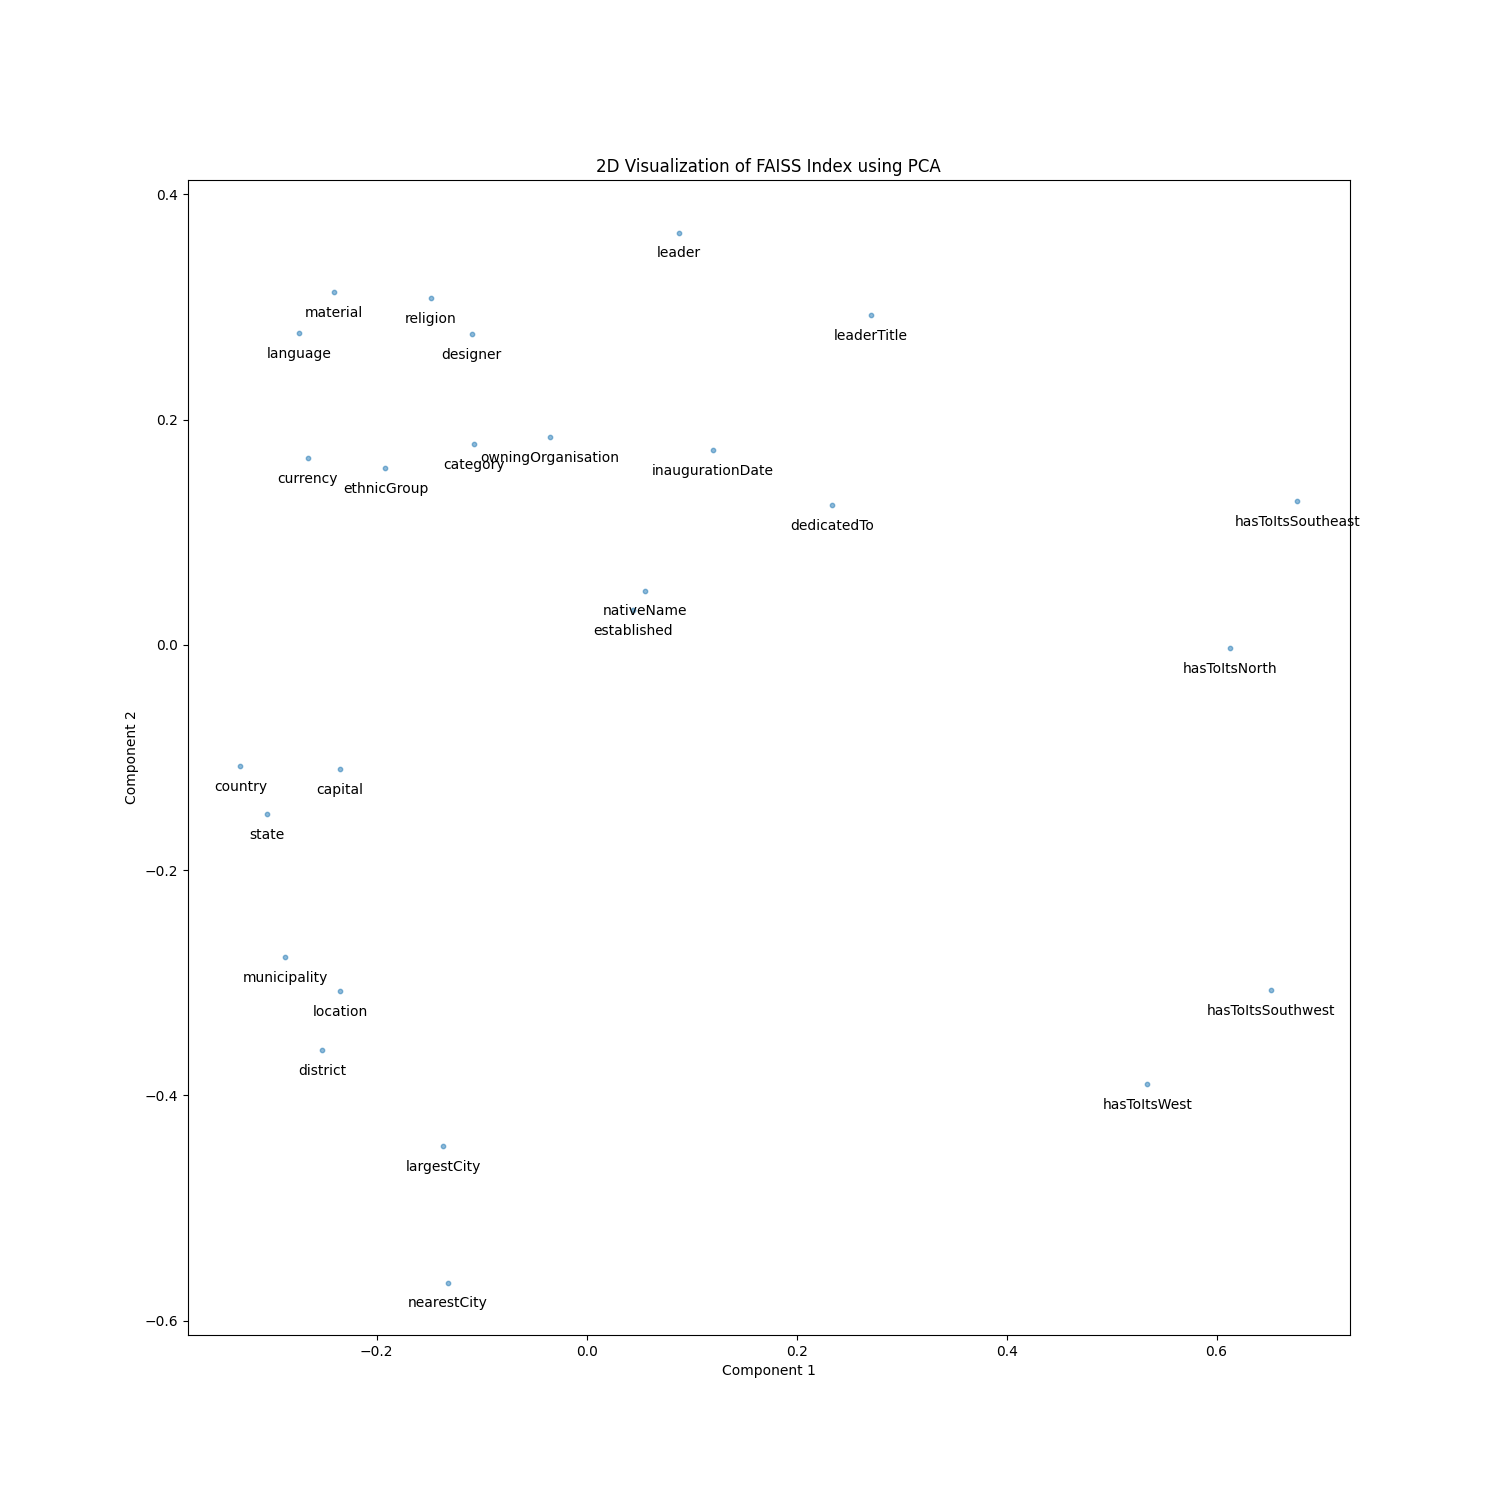 2D Visualization of FAISS Index using PCA
0.4
leader
material
religion
leaderTitle
language
designer
0.2
owningOrganisation
category
inaugurationDate
currency
ethnicGroup
hasToItsSoutheast
dedicatedTo
nativeName
established
0.0
hasToItsNorth
Component 2
country
capital
state
−0.2
municipality
location
hasToItsSouthwest
district
−0.4
hasToItsWest
largestCity
nearestCity
−0.6
−0.2
0.0
0.2
0.4
0.6
Component 1